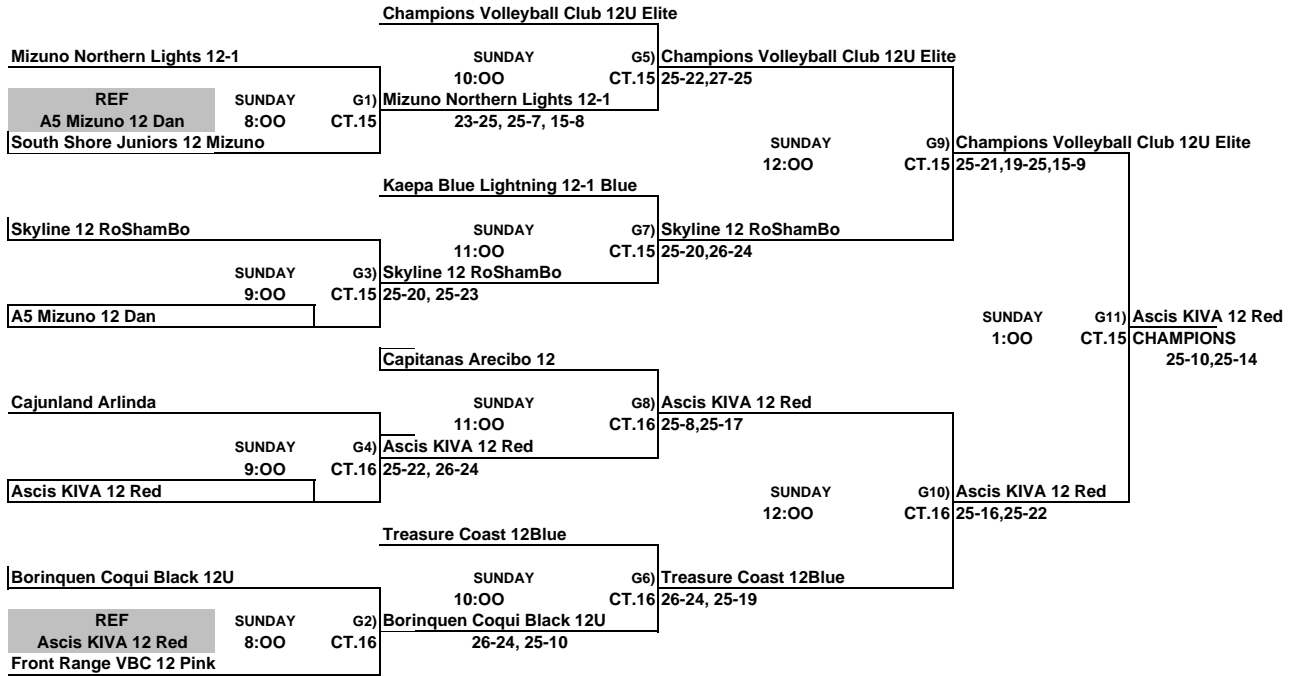 Champions Volleyball Club 12U Elite
Mizuno Northern Lights 12-1 SUNDAY G5) Champions Volleyball Club 12U Elite
10:OO CT.15 25-22,27-25
REF SUNDAY G1) Mizuno Northern Lights 12-1
A5 Mizuno 12 Dan 8:OO CT.15 23-25, 25-7, 15-8
South Shore Juniors 12 Mizuno SUNDAY G9) Champions Volleyball Club 12U Elite
12:OO CT.15 25-21,19-25,15-9
Kaepa Blue Lightning 12-1 Blue
Skyline 12 RoShamBo SUNDAY G7) Skyline 12 RoShamBo
11:OO CT.15 25-20,26-24
SUNDAY G3) Skyline 12 RoShamBo
9:OO CT.15 25-20, 25-23
A5 Mizuno 12 Dan SUNDAY G11) Ascis KIVA 12 Red
1:OO CT.15 CHAMPIONS
Capitanas Arecibo 12 25-10,25-14
Cajunland Arlinda SUNDAY G8) Ascis KIVA 12 Red
11:OO CT.16 25-8,25-17
SUNDAY G4) Ascis KIVA 12 Red
9:OO CT.16 25-22, 26-24
Ascis KIVA 12 Red SUNDAY G10) Ascis KIVA 12 Red
12:OO CT.16 25-16,25-22
Treasure Coast 12Blue
Borinquen Coqui Black 12U SUNDAY G6) Treasure Coast 12Blue
10:OO CT.16 26-24, 25-19
REF SUNDAY G2) Borinquen Coqui Black 12U
Ascis KIVA 12 Red 8:OO CT.16 26-24, 25-10
Front Range VBC 12 Pink